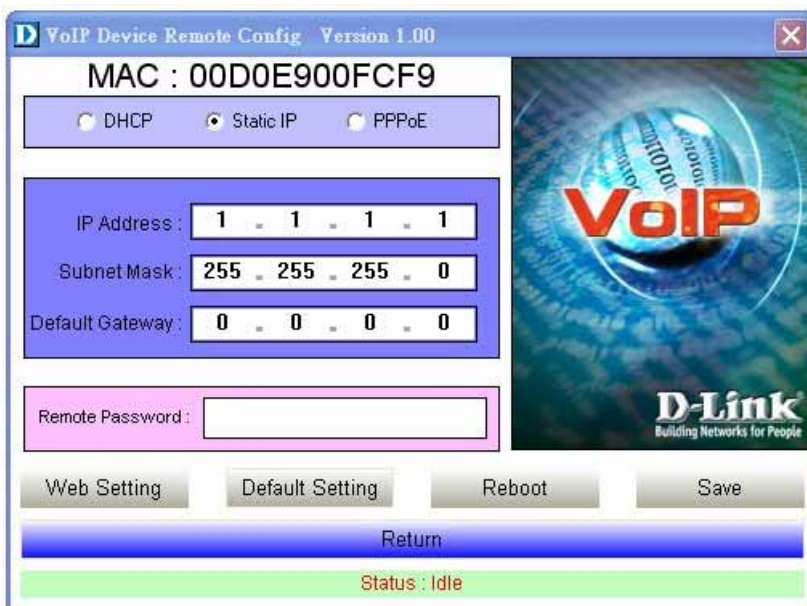 D VoIP Device Remote Config Version 1.00
MAC : 00D0E900FCF9
DHCP Static IP PPPoE
IP Address : 1 . 1 . 1 . 1
Subnet Mask : 255 . 255 . 255 . 0
Default Gateway : 0 . 0 . 0 . 0
Remote Password :
VoIP
D-Link
Building Networks for People
Web Setting Default Setting Reboot Save
Return
Status : Idle